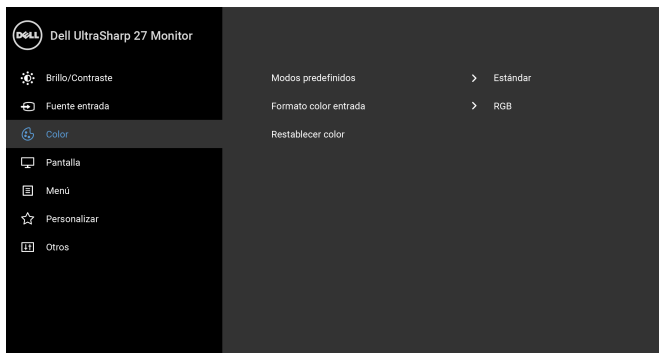 DELL Dell UltraSharp 27 Monitor
Brillo/Contraste Modos predefinidos Estándar
Fuente entrada Formato color entrada RGB
Color Restablecer color
Pantalla
Menú
Personalizar
Otros